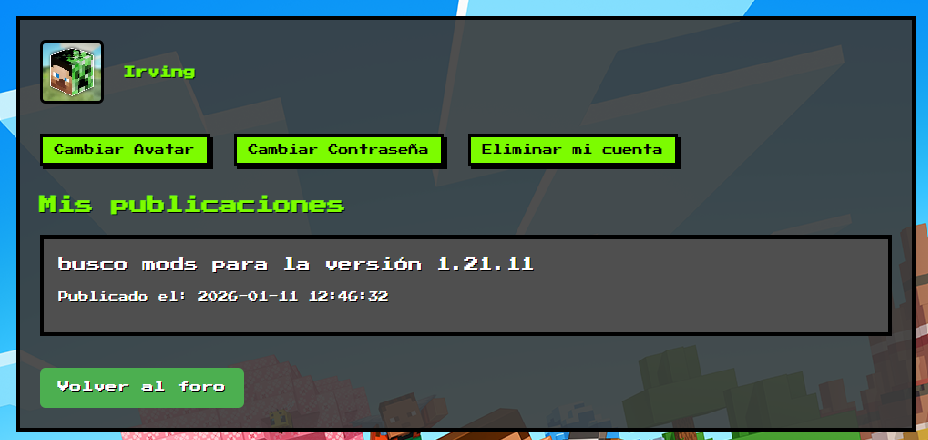 Irving
Cambiar Avatar Cambiar Contraseña Eliminar mi cuenta
Mis publicaciones
busco mods para la versión 1.21.11
Publicado el: 2026-01-11 12:46:32
Volver al foro